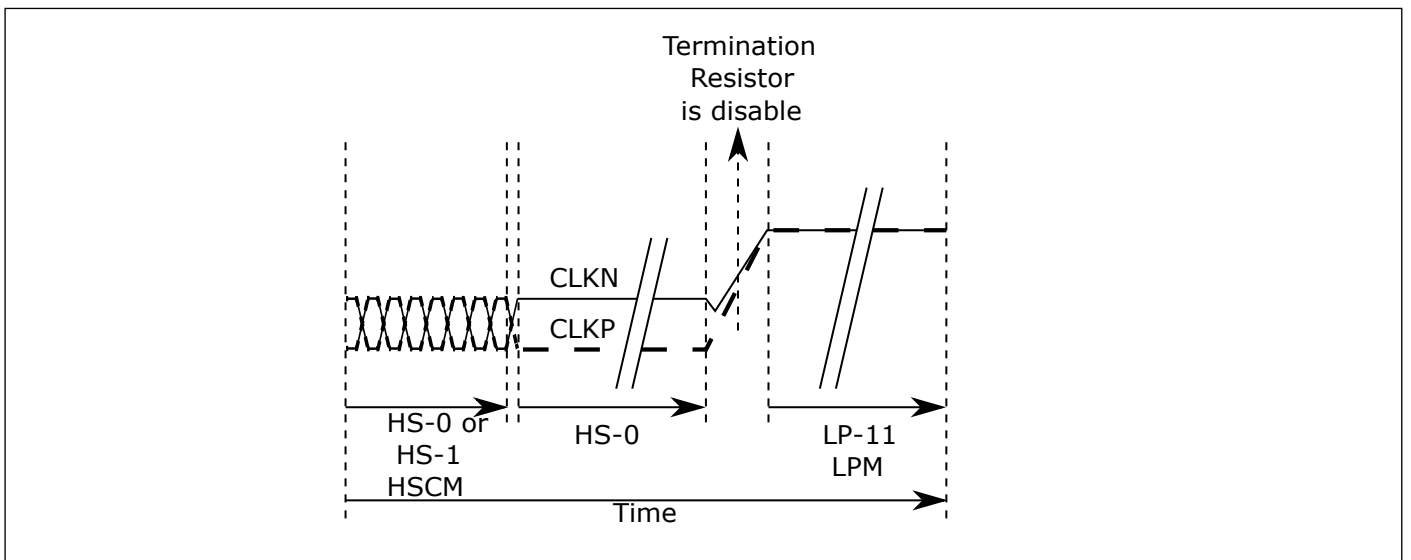 Termination
Resistor
is disable
CLKN
CLKP
HS-0 or
HS-1
HSCM
HS-0
LP-11
LPM
Time